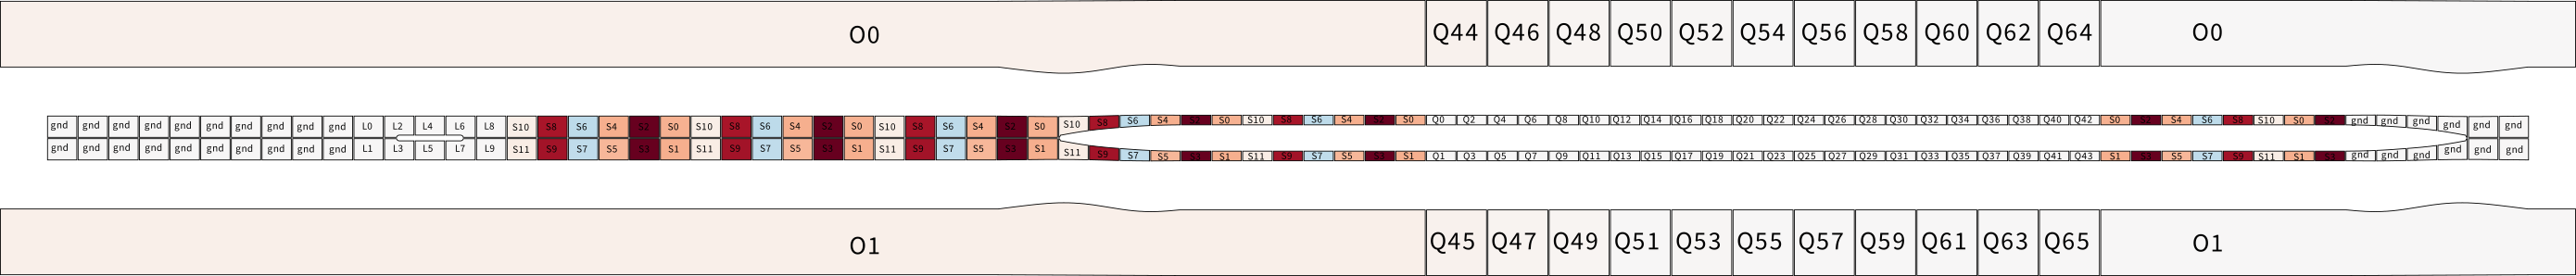 O0 Q44 Q46 Q48 Q50 Q52 Q54 Q56 Q58 Q60 Q62 Q64 O0
gnd gnd gnd gnd gnd gnd gnd gnd gnd gnd L0 L2 L4 L6 L8 S10 S8 S6 S4 S2 S0 S10 S8 S6 S4 S2 S0 S10 S8 S6 S4 S2 S0 S10 S8 S6 S4 S2 S0 S10 S8 S6 S4 S2 S0 Q0 Q2 Q4 Q6 Q8 Q10 Q12 Q14 Q16 Q18 Q20 Q22 Q24 Q26 Q28 Q30 Q32 Q34 Q36 Q38 Q40 Q42 S0 S2 S4 S6 S8 S10 S0 S2 gnd gnd gnd gnd gnd gnd
gnd gnd gnd gnd gnd gnd gnd gnd gnd gnd L1 L3 L5 L7 L9 S11 S9 S7 S5 S3 S1 S11 S9 S7 S5 S3 S1 S11 S9 S7 S5 S3 S1 S11 S9 S7 S5 S3 S1 S11 S9 S7 S5 S3 S1 Q1 Q3 Q5 Q7 Q9 Q11 Q13 Q15 Q17 Q19 Q21 Q23 Q25 Q27 Q29 Q31 Q33 Q35 Q37 Q39 Q41 Q43 S1 S3 S5 S7 S9 S11 S1 S3 gnd gnd gnd gnd gnd gnd
O1 Q45 Q47 Q49 Q51 Q53 Q55 Q57 Q59 Q61 Q63 Q65 O1